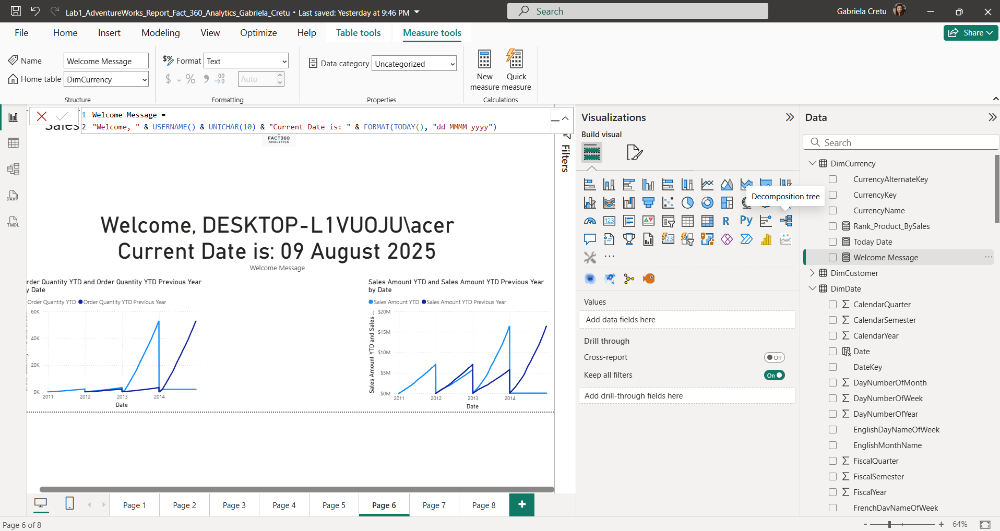 Lab1_AdventureWorks_Report_Fact_360_Analytics_Gabriela_Cretu • Last saved: Yesterday at 9:46 PM
Search
Gabriela Cretu
File Home Insert Modeling View Optimize Help Table tools Measure tools
Share
Name Welcome Message
Format Text
Data category Uncategorized
New measure
Quick measure
Home table DimCurrency
$ % Auto
Structure Formatting Properties Calculations
1 Welcome Message =
2 "Welcome, " & USERNAME() & UNICHAR(10) & "Current Date is: " & FORMAT(TODAY(), "dd MMMM yyyy")
Sales
FACT360
ANALYTICS
Filters
Welcome, DESKTOP-L1VUOJU\acer
Current Date is: 09 August 2025
Welcome Message
rder Quantity YTD and Order Quantity YTD Previous Year
y Date
Order Quantity YTD Order Quantity YTD Previous Year
60K
40K
20K
0K
2011 2012 2013 2014
Date
Sales Amount YTD and Sales Amount YTD Previous Year
by Date
Sales Amount YTD Sales Amount YTD Previous Year
Sales Amount YTD and Sales ...
$20M
$15M
$10M
$5M
$0M
2011 2012 2013 2014
Date
Visualizations
Build visual
Decomposition tree
123
R Py
123
Values
Add data fields here
Drill through
Cross-report Off
Keep all filters On
Add drill-through fields here
Data
Search
DimCurrency
CurrencyAlternateKey
CurrencyKey
CurrencyName
Rank_Product_BySales
Today Date
Welcome Message
DimCustomer
DimDate
CalendarQuarter
CalendarSemester
CalendarYear
Date
DateKey
DayNumberOfMonth
DayNumberOfWeek
DayNumberOfYear
EnglishDayNameOfWeek
EnglishMonthName
FiscalQuarter
FiscalSemester
FiscalYear
FrenchDayNameOfWeek
DAX
TMDL
Page 1 Page 2 Page 3 Page 4 Page 5 Page 6 Page 7 Page 8 +
Page 6 of 8
- + 64%